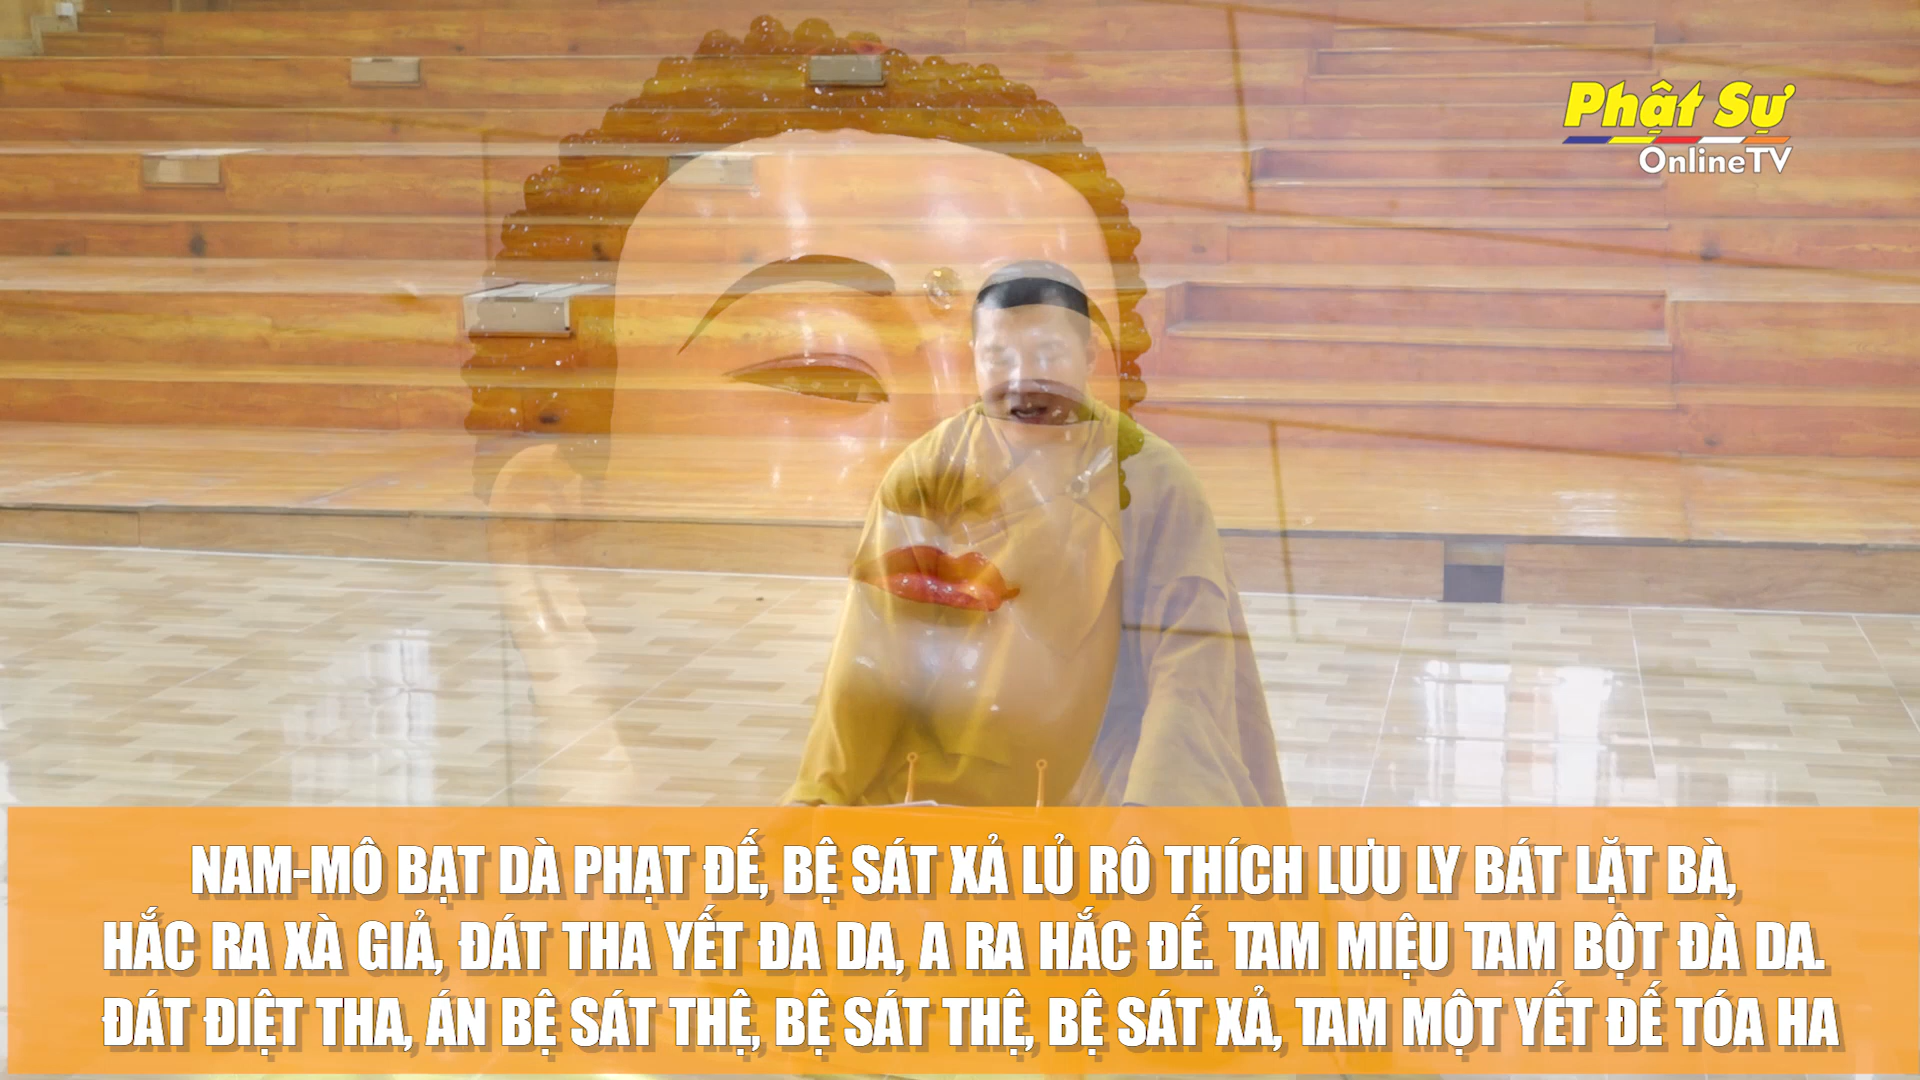 Phật Sự
OnlineTV
NAM-MÔ BẠT DÀ PHẠT ĐẾ, BỆ SÁT XẢ LỦ RÔ THÍCH LƯU LY BÁT LẶT BÀ,
HẮC RA XÀ GIẢ, ĐÁT THA YẾT ĐA DA, A RA HẮC ĐẾ. TAM MIỆU TAM BỘT ĐÀ DA.
ĐÁT ĐIỆT THA, ÁN BỆ SÁT THỆ, BỆ SÁT THỆ, BỆ SÁT XẢ, TAM MỘT YẾT ĐẾ TÓA HA